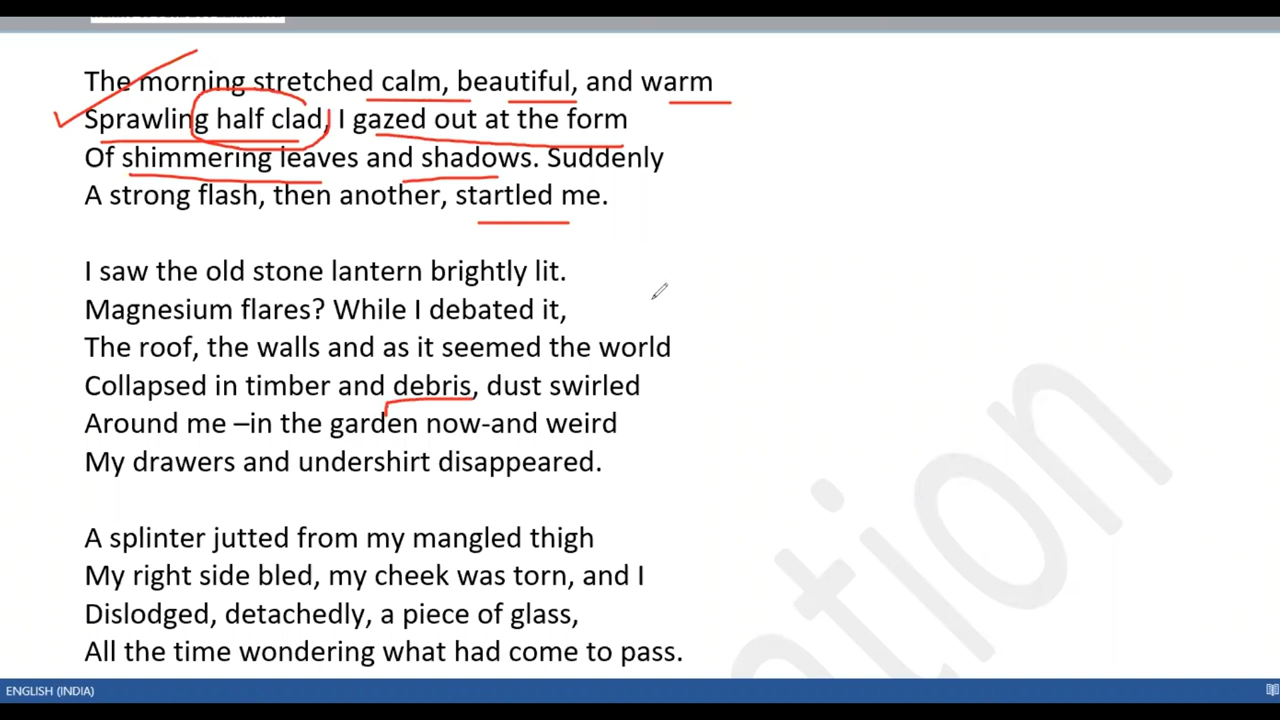 The morning stretched calm, beautiful, and warm
Sprawling half clad, I gazed out at the form
Of shimmering leaves and shadows. Suddenly
A strong flash, then another, startled me.
I saw the old stone lantern brightly lit.
Magnesium flares? While I debated it,
The roof, the walls and as it seemed the world
Collapsed in timber and debris, dust swirled
Around me –in the garden now-and weird
My drawers and undershirt disappeared.
A splinter jutted from my mangled thigh
My right side bled, my cheek was torn, and I
Dislodged, detachedly, a piece of glass,
All the time wondering what had come to pass.
ENGLISH (INDIA)